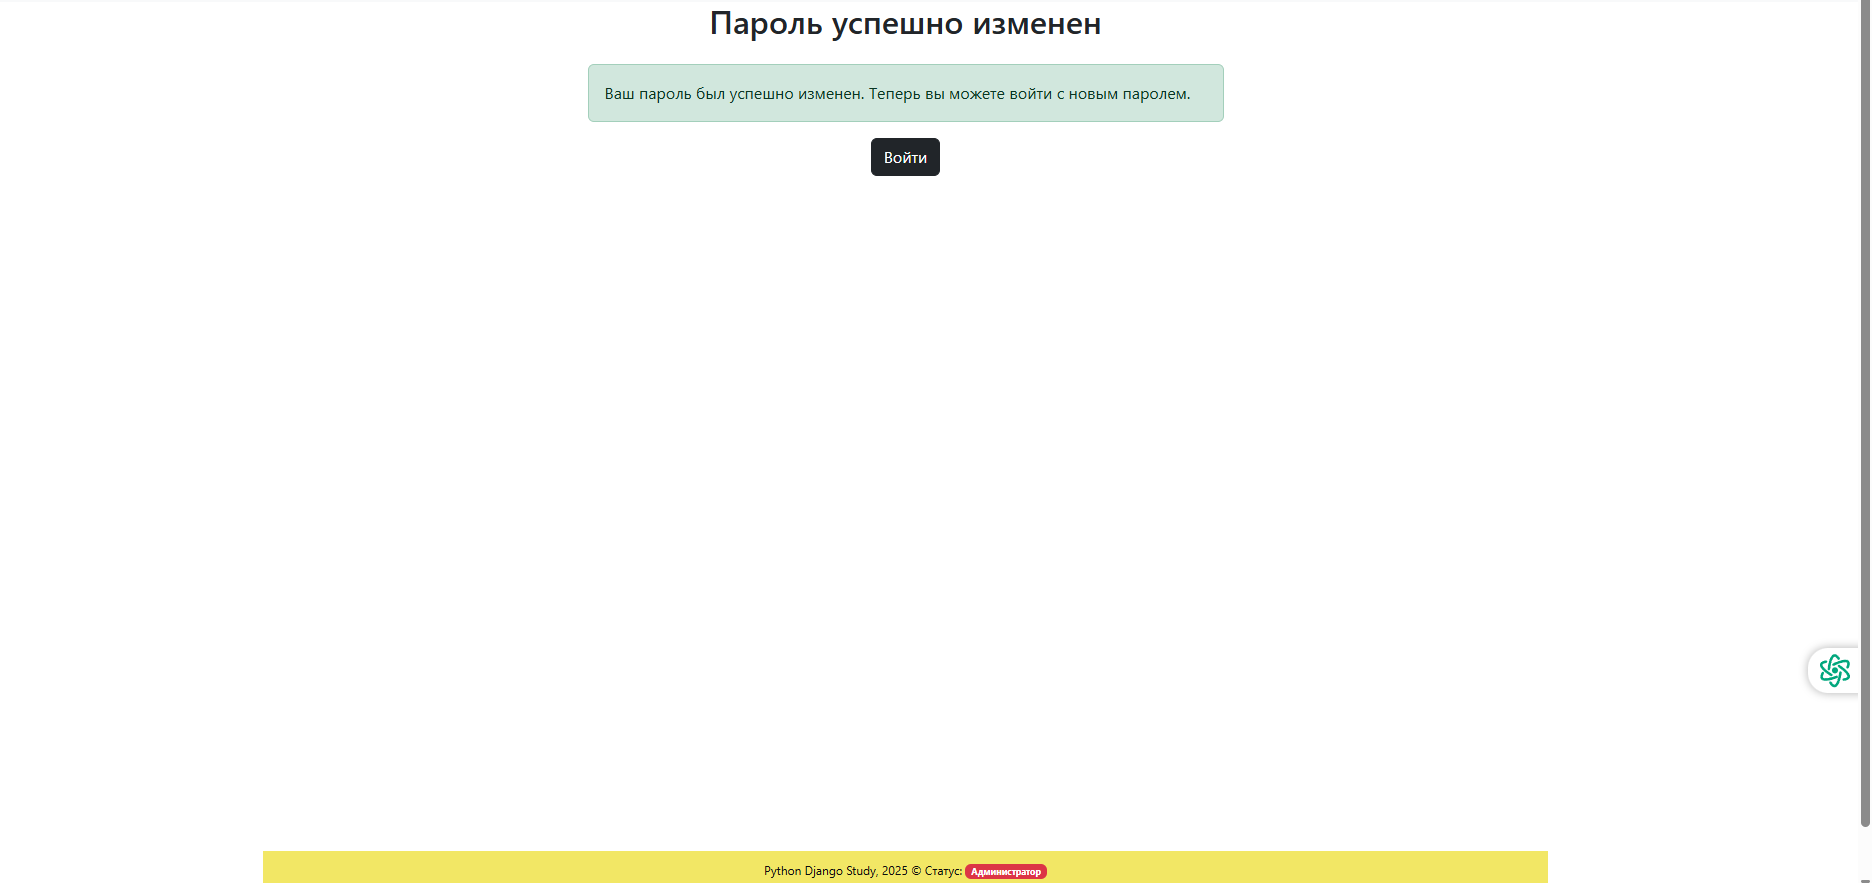 Пароль успешно изменен
Ваш пароль был успешно изменен. Теперь вы можете войти с новым паролем.
Войти
Python Django Study, 2025 © Статус: Администратор